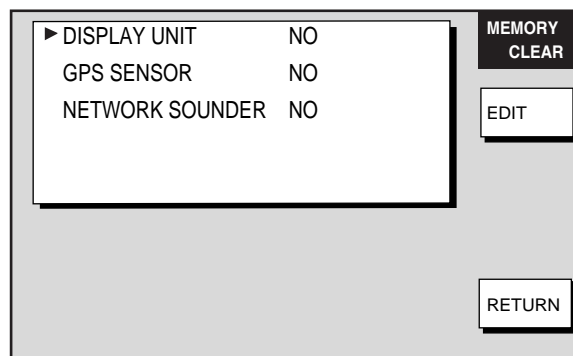 ▶DISPLAY UNIT NO
GPS SENSOR NO
NETWORK SOUNDER NO
MEMORY
CLEAR
EDIT
RETURN